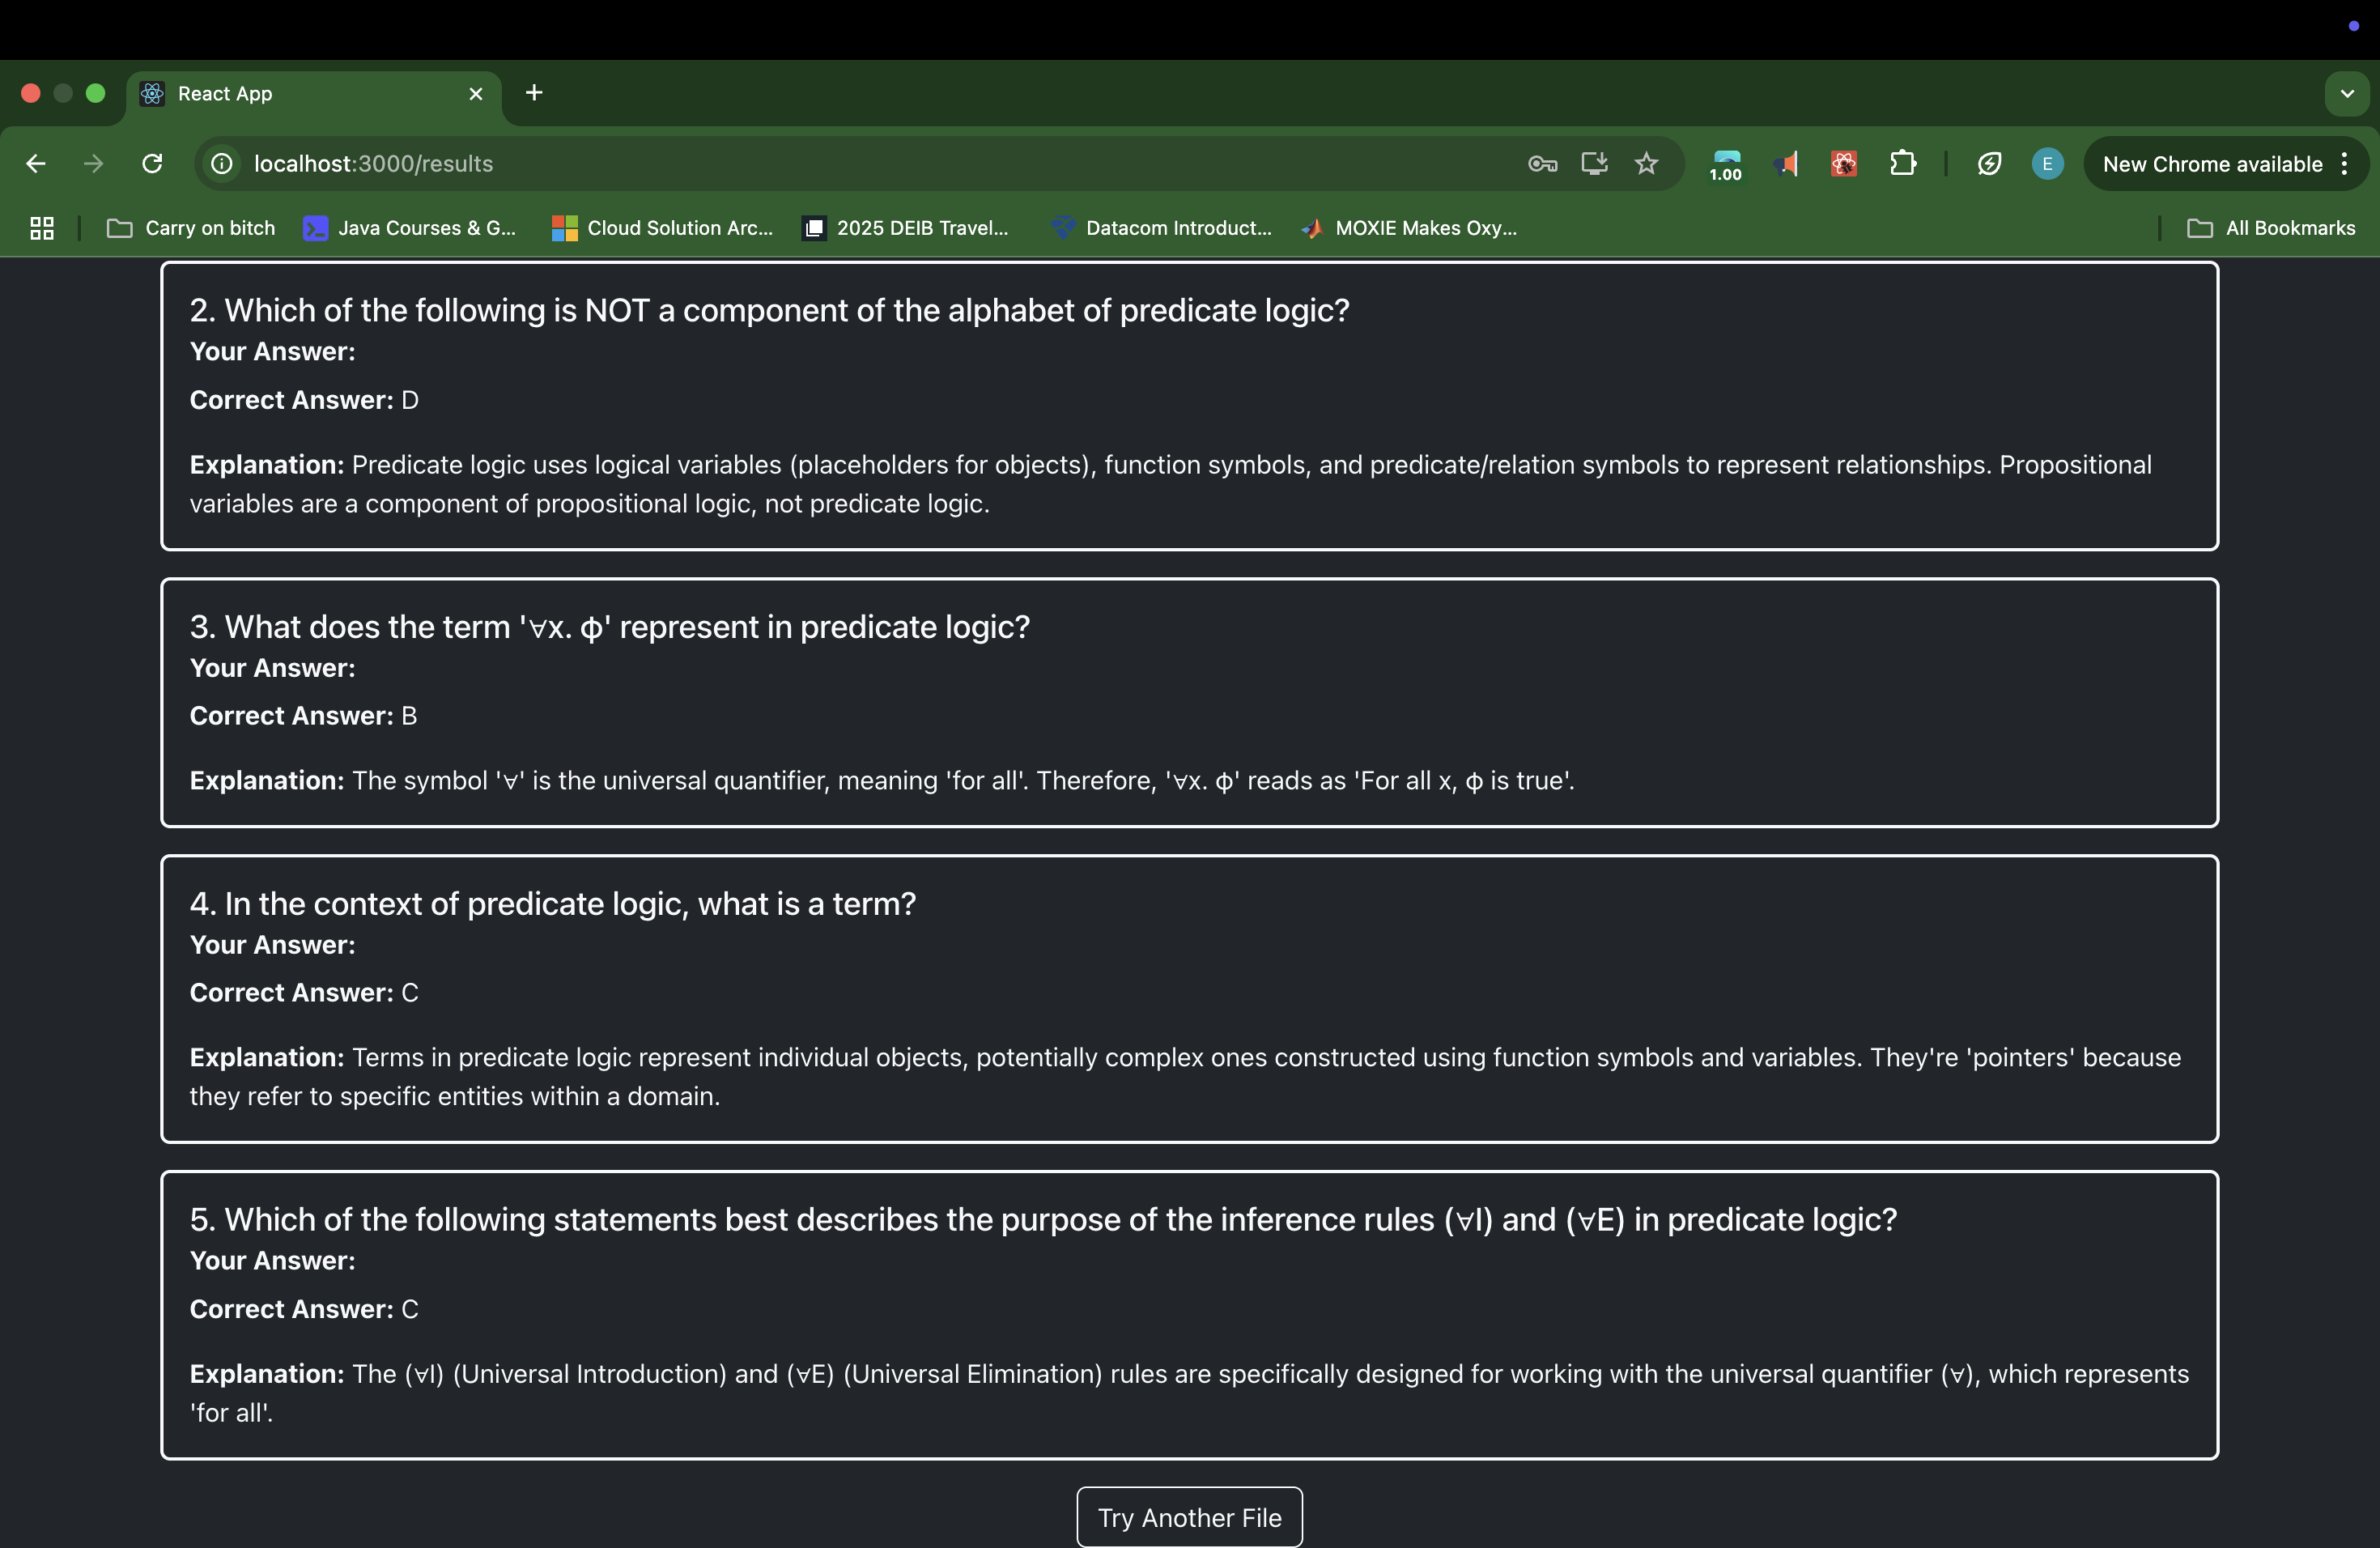 React App
localhost:3000/results
1.00
E
New Chrome available
Carry on bitch
Java Courses & G...
Cloud Solution Arc...
2025 DEIB Travel...
Datacom Introduct...
MOXIE Makes Oxy...
All Bookmarks
2. Which of the following is NOT a component of the alphabet of predicate logic?
Your Answer:
Correct Answer: D
Explanation: Predicate logic uses logical variables (placeholders for objects), function symbols, and predicate/relation symbols to represent relationships. Propositional
variables are a component of propositional logic, not predicate logic.
3. What does the term '∀x. φ' represent in predicate logic?
Your Answer:
Correct Answer: B
Explanation: The symbol '∀' is the universal quantifier, meaning 'for all'. Therefore, '∀x. φ' reads as 'For all x, φ is true'.
4. In the context of predicate logic, what is a term?
Your Answer:
Correct Answer: C
Explanation: Terms in predicate logic represent individual objects, potentially complex ones constructed using function symbols and variables. They're 'pointers' because
they refer to specific entities within a domain.
5. Which of the following statements best describes the purpose of the inference rules (∀I) and (∀E) in predicate logic?
Your Answer:
Correct Answer: C
Explanation: The (∀I) (Universal Introduction) and (∀E) (Universal Elimination) rules are specifically designed for working with the universal quantifier (∀), which represents
'for all'.
Try Another File